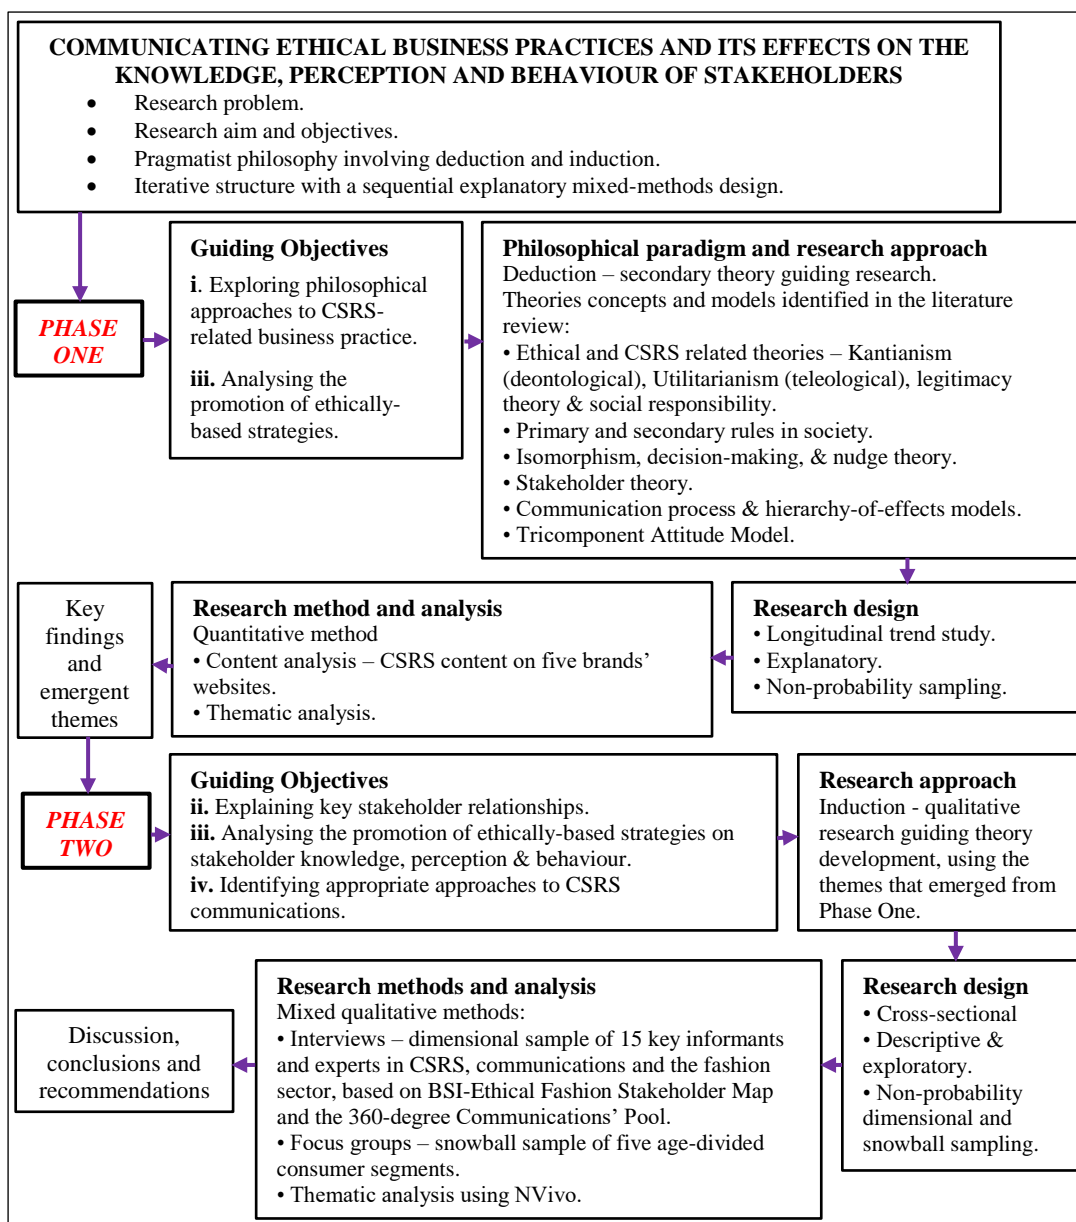 COMMUNICATING ETHICAL BUSINESS PRACTICES AND ITS EFFECTS ON THE
KNOWLEDGE, PERCEPTION AND BEHAVIOUR OF STAKEHOLDERS
• Research problem.
• Research aim and objectives.
• Pragmatist philosophy involving deduction and induction.
• Iterative structure with a sequential explanatory mixed-methods design.
PHASE
ONE
Guiding Objectives
i. Exploring philosophical
approaches to CSRS-
related business practice.
iii. Analysing the
promotion of ethically-
based strategies.
Philosophical paradigm and research approach
Deduction – secondary theory guiding research.
Theories concepts and models identified in the literature
review:
• Ethical and CSRS related theories – Kantianism
(deontological), Utilitarianism (teleological), legitimacy
theory & social responsibility.
• Primary and secondary rules in society.
• Isomorphism, decision-making, & nudge theory.
• Stakeholder theory.
• Communication process & hierarchy-of-effects models.
• Tricomponent Attitude Model.
Research design
• Longitudinal trend study.
• Explanatory.
• Non-probability sampling.
Research method and analysis
Quantitative method
• Content analysis – CSRS content on five brands’
websites.
• Thematic analysis.
Key
findings
and
emergent
themes
PHASE
TWO
Guiding Objectives
ii. Explaining key stakeholder relationships.
iii. Analysing the promotion of ethically-based strategies on
stakeholder knowledge, perception & behaviour.
iv. Identifying appropriate approaches to CSRS
communications.
Research approach
Induction - qualitative
research guiding theory
development, using the
themes that emerged from
Phase One.
Research design
• Cross-sectional
• Descriptive &
exploratory.
• Non-probability
dimensional and
snowball sampling.
Research methods and analysis
Mixed qualitative methods:
• Interviews – dimensional sample of 15 key informants
and experts in CSRS, communications and the fashion
sector, based on BSI-Ethical Fashion Stakeholder Map
and the 360-degree Communications’ Pool.
• Focus groups – snowball sample of five age-divided
consumer segments.
• Thematic analysis using NVivo.
Discussion,
conclusions and
recommendations